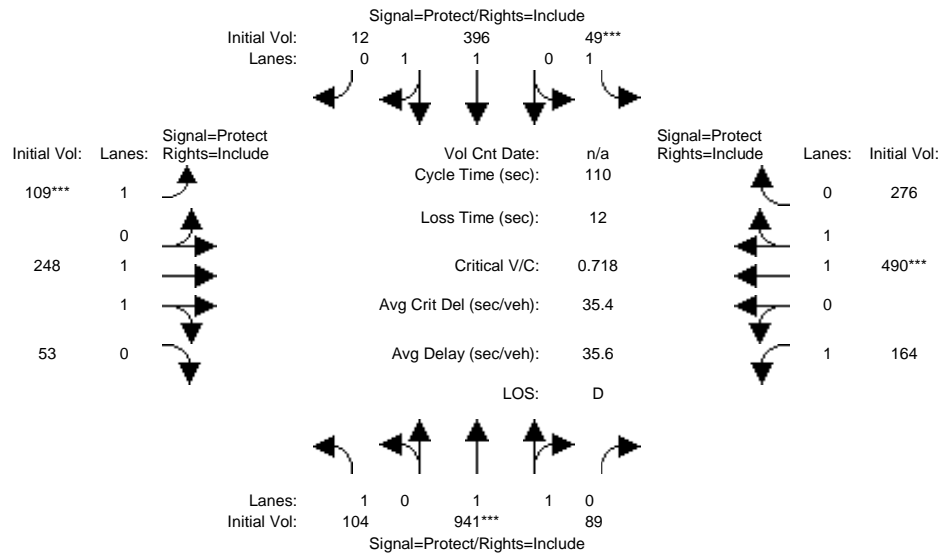 Signal=Protect/Rights=Include
Initial Vol: 12 396 49***
Lanes: 0 1 1 0 1
Signal=Protect
Initial Vol: Lanes: Rights=Include
Vol Cnt Date: n/a
Signal=Protect
Rights=Include Lanes: Initial Vol:
Cycle Time (sec): 110
109*** 1
0 276
Loss Time (sec): 12
0
1
248 1
Critical V/C: 0.718
1 490***
1
Avg Crit Del (sec/veh): 35.4
0
53 0
Avg Delay (sec/veh): 35.6
1 164
LOS: D
Lanes: 1 0 1 1 0
Initial Vol: 104 941*** 89
Signal=Protect/Rights=Include